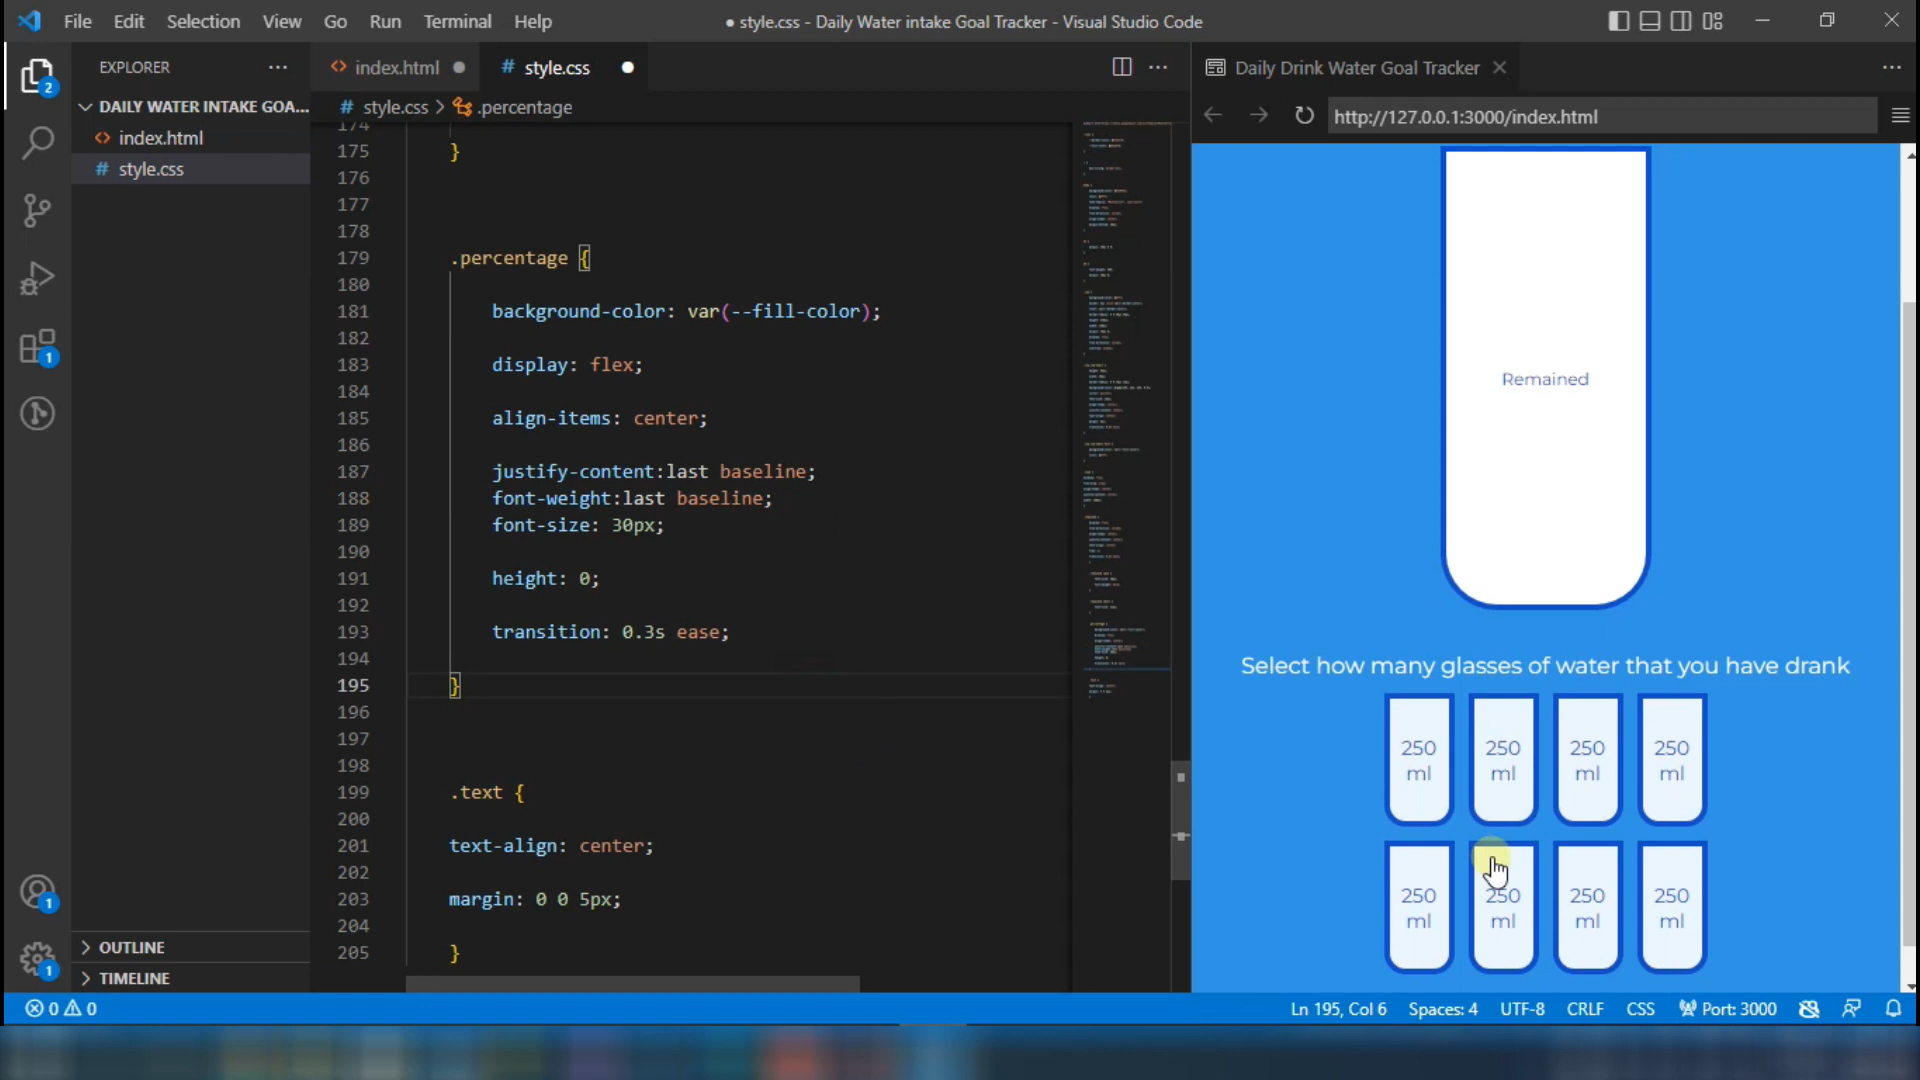 File Edit Selection View Go Run Terminal Help
● style.css - Daily Water intake Goal Tracker - Visual Studio Code
EXPLORER
index.html
style.css
Daily Drink Water Goal Tracker
DAILY WATER INTAKE GOA...
index.html
style.css
style.css > .percentage
http://127.0.0.1:3000/index.html
174
175 }
176
177
178
179 .percentage {
180
181 background-color: var(--fill-color);
182
183 display: flex;
184
185 align-items: center;
186
187 justify-content:last baseline;
188 font-weight:last baseline;
189 font-size: 30px;
190
191 height: 0;
192
193 transition: 0.3s ease;
194
195 }
196
197
198
199 .text {
200
201 text-align: center;
202
203 margin: 0 0 5px;
204
205 }
Remained
Select how many glasses of water that you have drank
250 ml
250 ml
250 ml
250 ml
250 ml
250 ml
250 ml
250 ml
2
1
1
1
OUTLINE
TIMELINE
0 0
Ln 195, Col 6 Spaces: 4 UTF-8 CRLF CSS Port: 3000